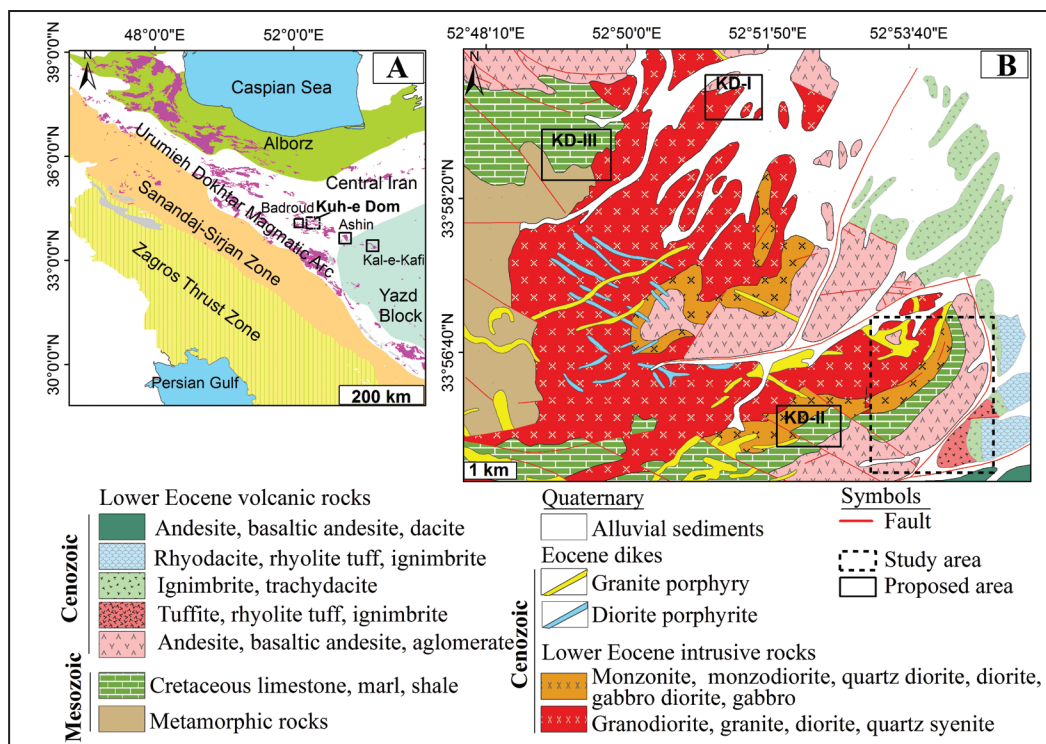 48°0'0"E
52°0'0"E
39°0'0"N
36°0'0"N
33°0'0"N
30°0'0"N
N
A
Caspian Sea
Alborz
Urumieh Dokhtar Magmatic Arc
Central Iran
Badroud
Kuh-e Dom
Ashin
Sanandaj-Sirjan Zone
Kal-e-Kafi
Zagros Thrust Zone
Yazd
Block
Persian Gulf
200 km
52°48'10"E
52°50'0"E
52°51'50"E
52°53'40"E
33°58'20"N
33°56'40"N
N
B
KD-I
KD-III
KD-II
1 km
Lower Eocene volcanic rocks
Cenozoic
Andesite, basaltic andesite, dacite
Rhyodacite, rhyolite tuff, ignimbrite
Ignimbrite, trachydacite
Tuffite, rhyolite tuff, ignimbrite
Andesite, basaltic andesite, aglomerate
Mesozoic
Cretaceous limestone, marl, shale
Metamorphic rocks
Quaternary
Alluvial sediments
Eocene dikes
Cenozoic
Granite porphyry
Diorite porphyrite
Lower Eocene intrusive rocks
Monzonite, monzodiorite, quartz diorite, diorite,
gabbro diorite, gabbro
Granodiorite, granite, diorite, quartz syenite
Symbols
Fault
Study area
Proposed area